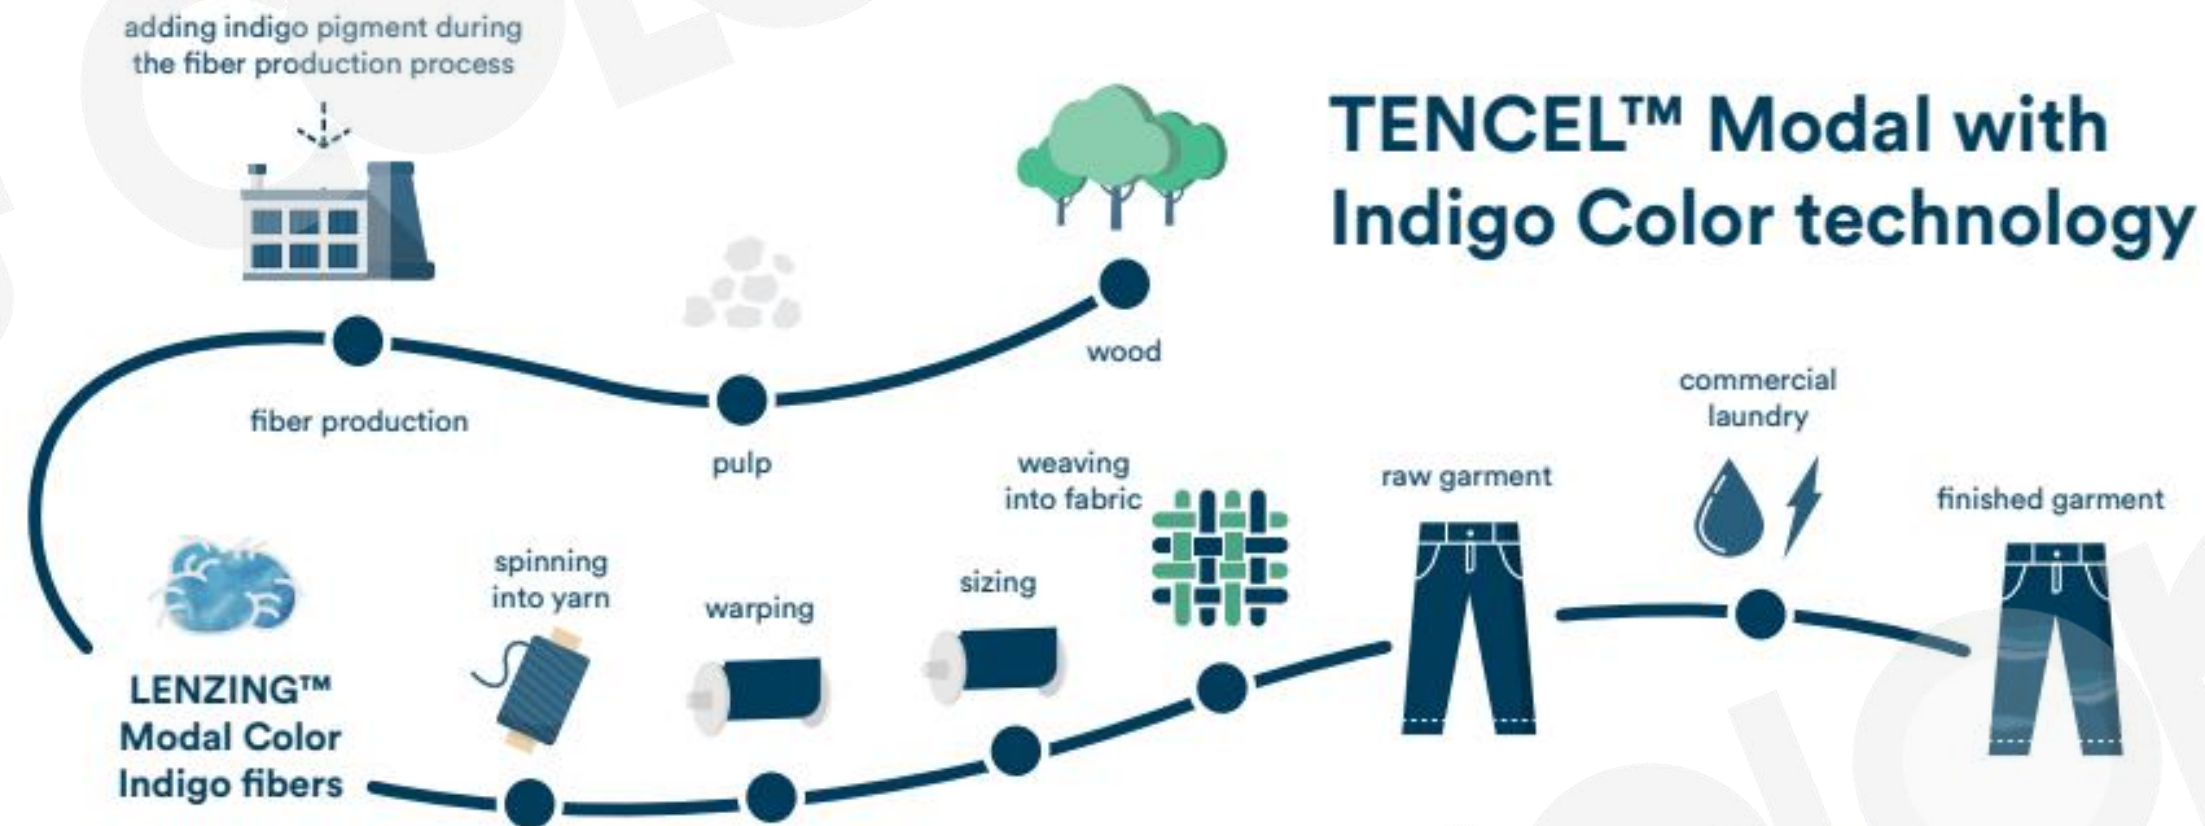 adding indigo pigment during
the fiber production process
TENCEL™ Modal with
Indigo Color technology
wood
fiber production
pulp
LENZING™
Modal Color
Indigo fibers
spinning
into yarn
warping
sizing
weaving
into fabric
raw garment
commercial
laundry
finished garment